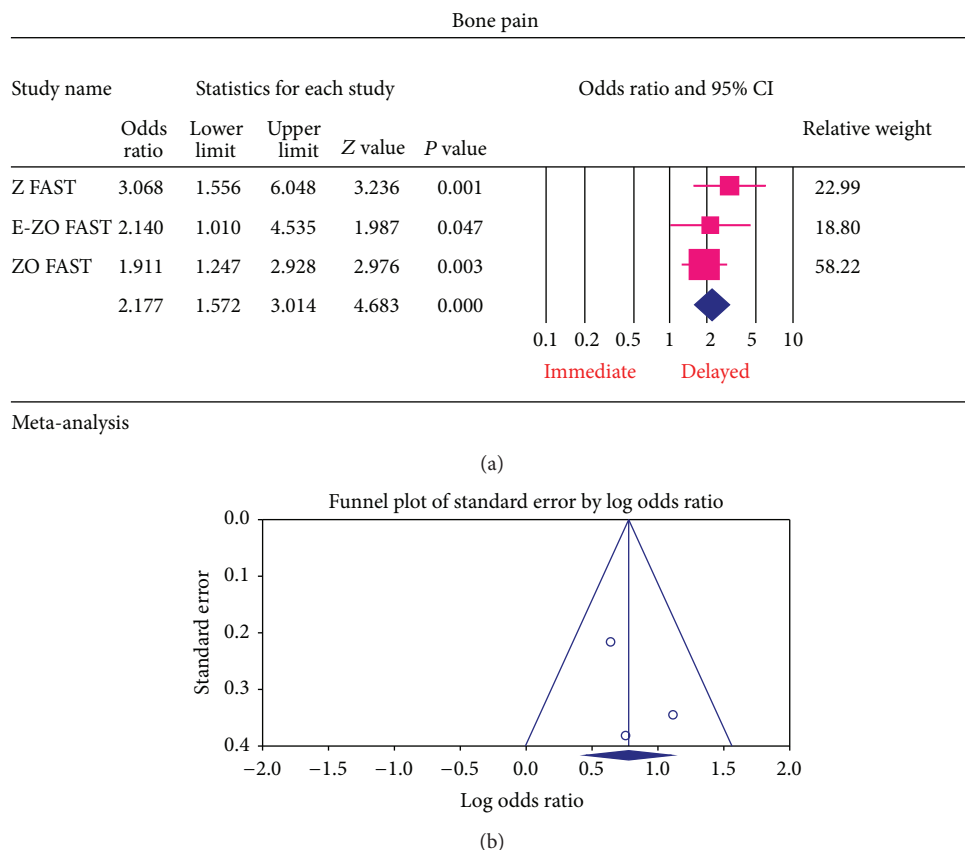 Bone pain
Study name Statistics for each study Odds ratio and 95% CI
Odds ratio Lower limit Upper limit Z value P value Relative weight
Z FAST 3.068 1.556 6.048 3.236 0.001 22.99
E-ZO FAST 2.140 1.010 4.535 1.987 0.047 18.80
ZO FAST 1.911 1.247 2.928 2.976 0.003 58.22
2.177 1.572 3.014 4.683 0.000
0.1 0.2 0.5 1 2 5 10
Immediate Delayed
Meta-analysis
(a)
Funnel plot of standard error by log odds ratio
0.0
0.1
0.2
0.3
0.4
Standard error
−2.0 −1.5 −1.0 −0.5 0.0 0.5 1.0 1.5 2.0
Log odds ratio
(b)